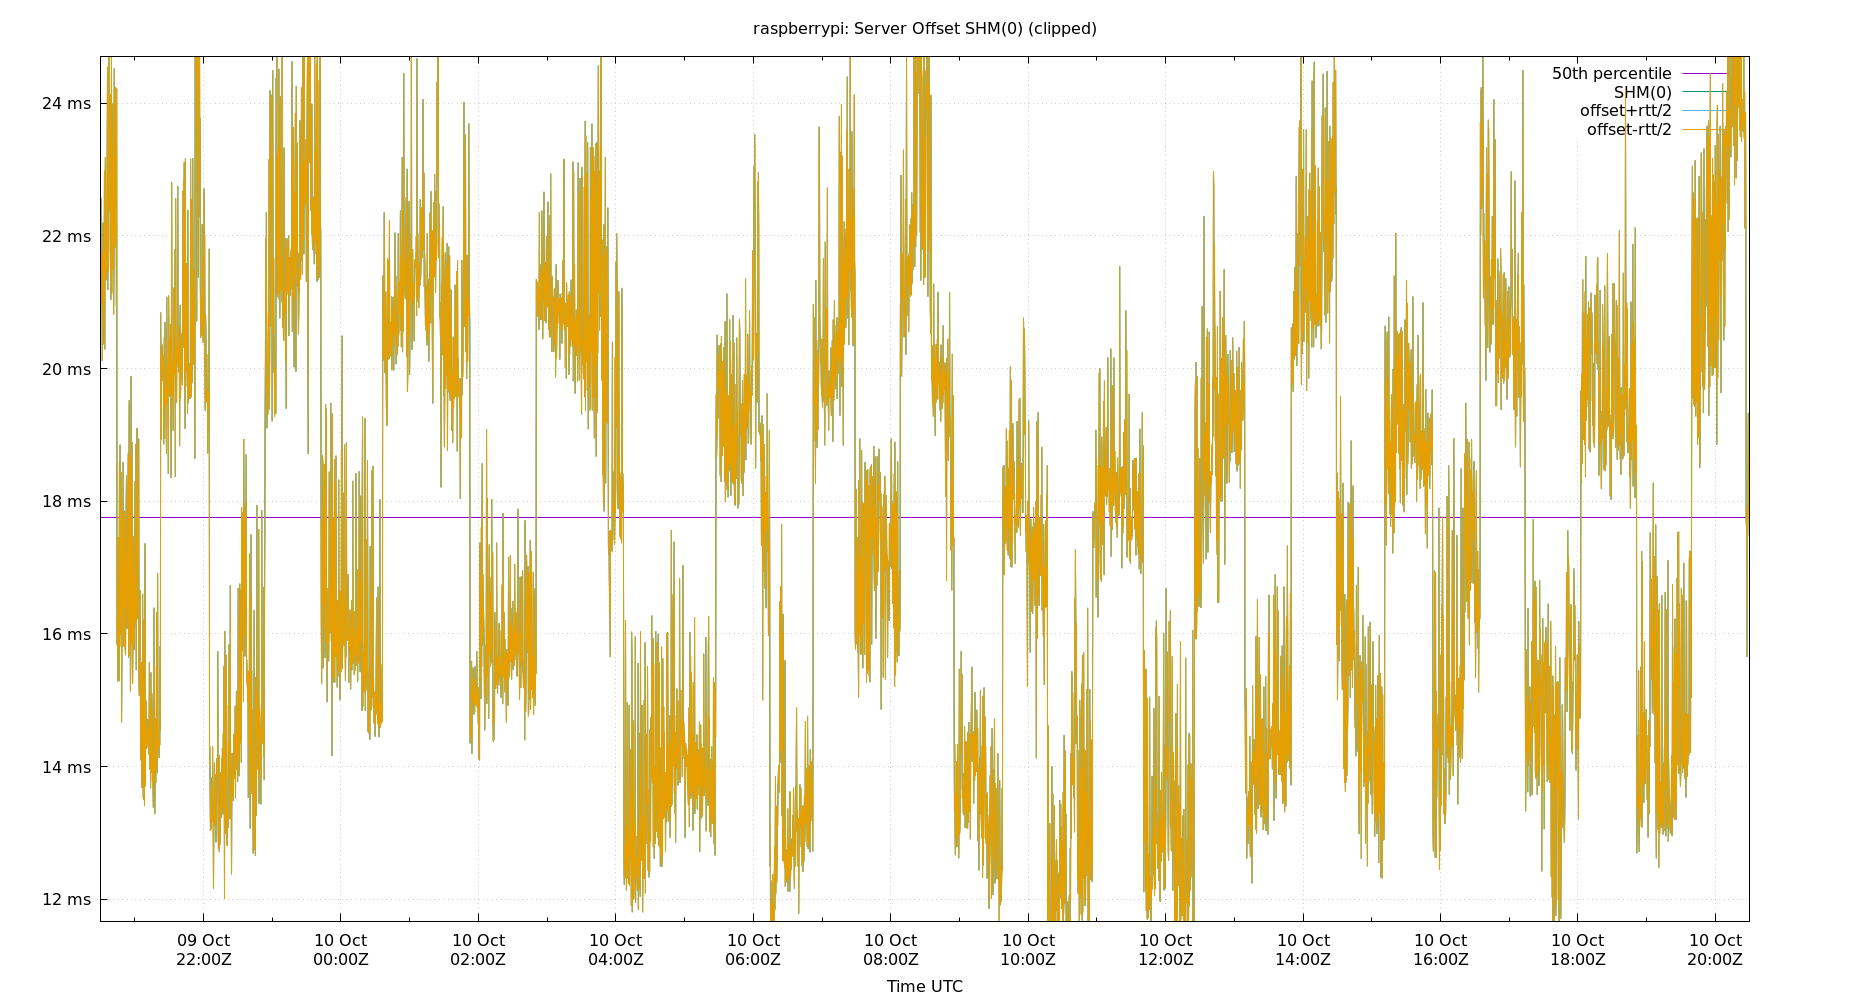 raspberrypi: Server Offset SHM(0) (clipped)
50th percentile
SHM(0)
offset+rtt/2
offset-rtt/2
24 ms
22 ms
20 ms
18 ms
16 ms
14 ms
12 ms
09 Oct 10 Oct 10 Oct 10 Oct 10 Oct 10 Oct 10 Oct 10 Oct 10 Oct 10 Oct 10 Oct 10 Oct
22:00Z 00:00Z 02:00Z 04:00Z 06:00Z 08:00Z 10:00Z 12:00Z 14:00Z 16:00Z 18:00Z 20:00Z
Time UTC